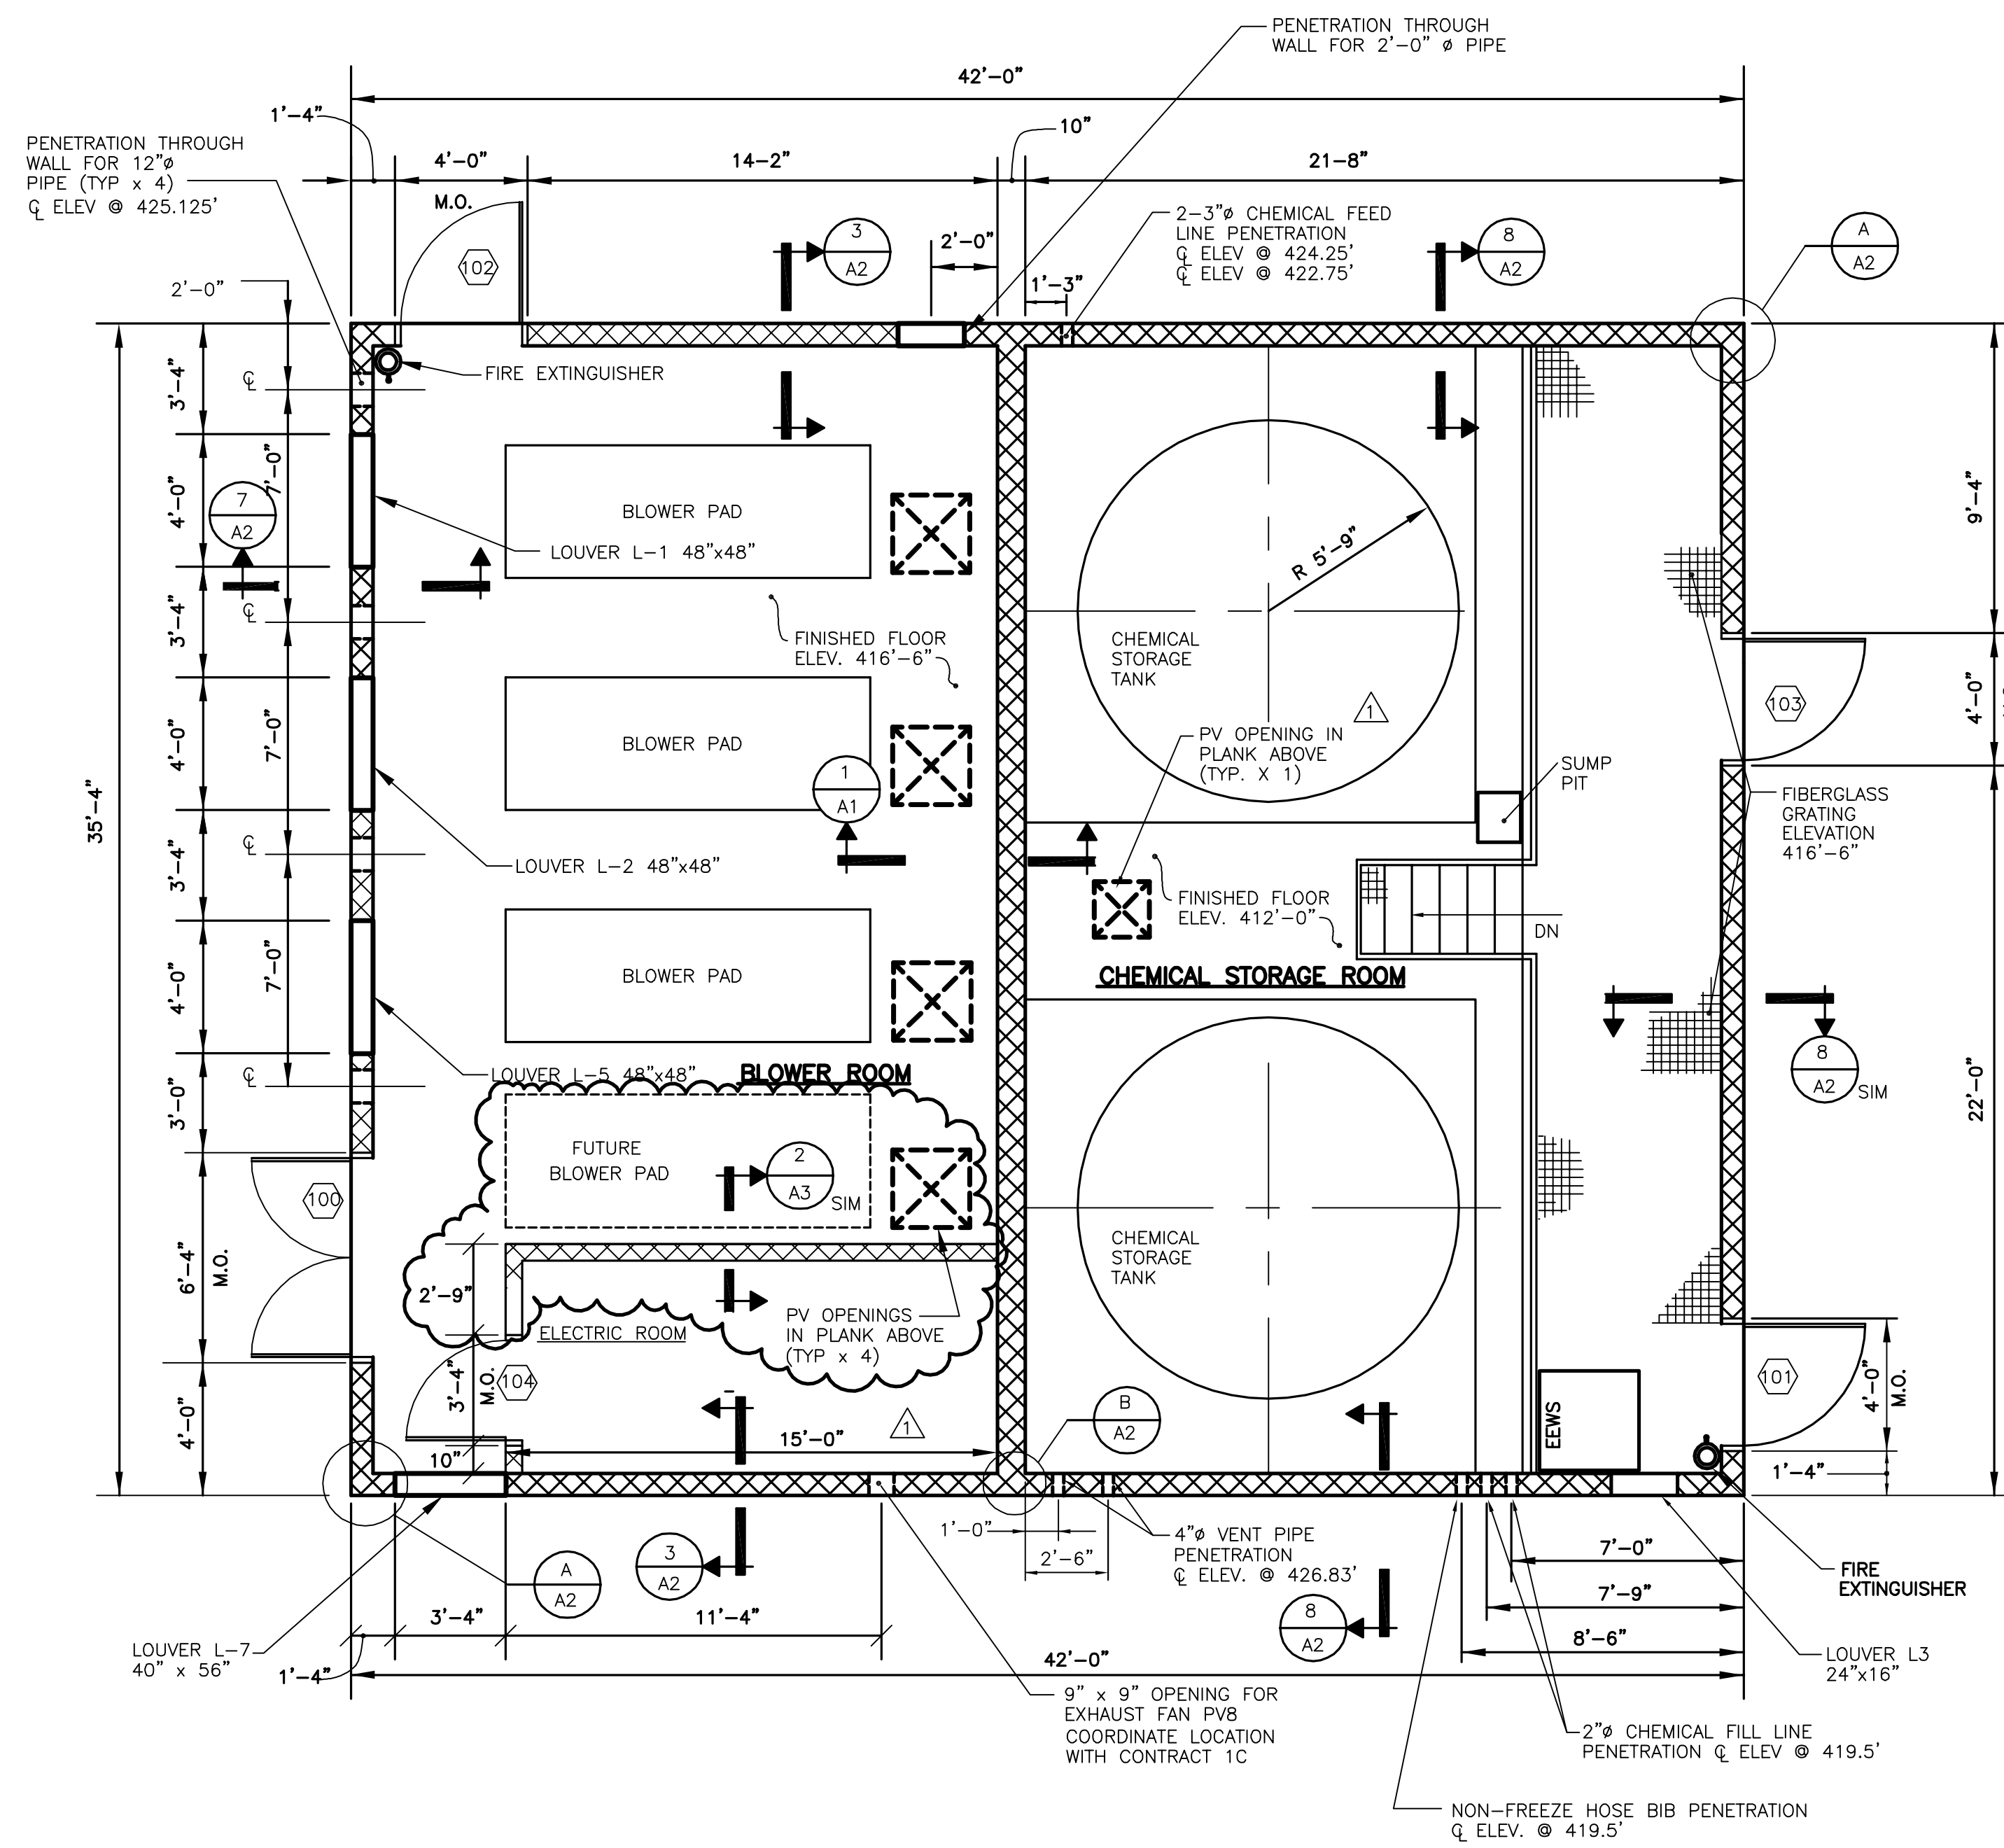 PENETRATION THROUGH
WALL FOR 2'-0" ø PIPE
42'-0"
1'-4"
10"
PENETRATION THROUGH
WALL FOR 12"ø
PIPE (TYP x 4)
℄ ELEV @ 425.125'
4'-0"
14-2"
21-8"
M.O.
2-3"ø CHEMICAL FEED
LINE PENETRATION
℄ ELEV @ 424.25'
℄ ELEV @ 422.75'
3
A2
8
A2
A
A2
2'-0"
102
1'-3"
2'-0"
3'-4"
℄
FIRE EXTINGUISHER
7'-0"
4'-0"
7
A2
BLOWER PAD
LOUVER L-1 48"x48"
R 5'-9"
9'-4"
3'-4"
℄
FINISHED FLOOR
ELEV. 416'-6"
CHEMICAL
STORAGE
TANK
1
103
4'-0"
7'-0"
4'-0"
BLOWER PAD
1
A1
PV OPENING IN
PLANK ABOVE
(TYP. X 1)
SUMP
PIT
FIBERGLASS
GRATING
ELEVATION
416'-6"
35'-4"
3'-4"
℄
LOUVER L-2 48"x48"
FINISHED FLOOR
ELEV. 412'-0"
DN
7'-0"
4'-0"
BLOWER PAD
CHEMICAL STORAGE ROOM
8
A2
SIM
3'-0"
℄
LOUVER L-5 48"x48"
BLOWER ROOM
22'-0"
FUTURE
BLOWER PAD
2
A3
SIM
100
6'-4"
M.O.
CHEMICAL
STORAGE
TANK
2'-9"
ELECTRIC ROOM
PV OPENINGS
IN PLANK ABOVE
(TYP x 4)
3'-4"
M.O.
104
101
4'-0"
M.O.
4'-0"
1
B
A2
EEWS
10"
15'-0"
1'-4"
1'-0"
2'-6"
4"ø VENT PIPE
PENETRATION
℄ ELEV. @ 426.83'
7'-0"
FIRE
EXTINGUISHER
A
A2
3
A2
7'-9"
3'-4"
11'-4"
8
A2
8'-6"
LOUVER L-7
40" x 56"
1'-4"
42'-0"
LOUVER L3
24"x16"
9" x 9" OPENING FOR
EXHAUST FAN PV8
COORDINATE LOCATION
WITH CONTRACT 1C
2"ø CHEMICAL FILL LINE
PENETRATION ℄ ELEV @ 419.5'
NON-FREEZE HOSE BIB PENETRATION
℄ ELEV. @ 419.5'